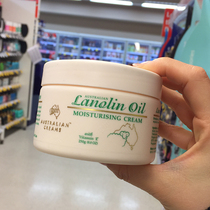 AUSTRALIAN
Lanolin Oil
MOISTURISING CREAM
with
Vitamin E
AUSTRALIAN
CREAMS